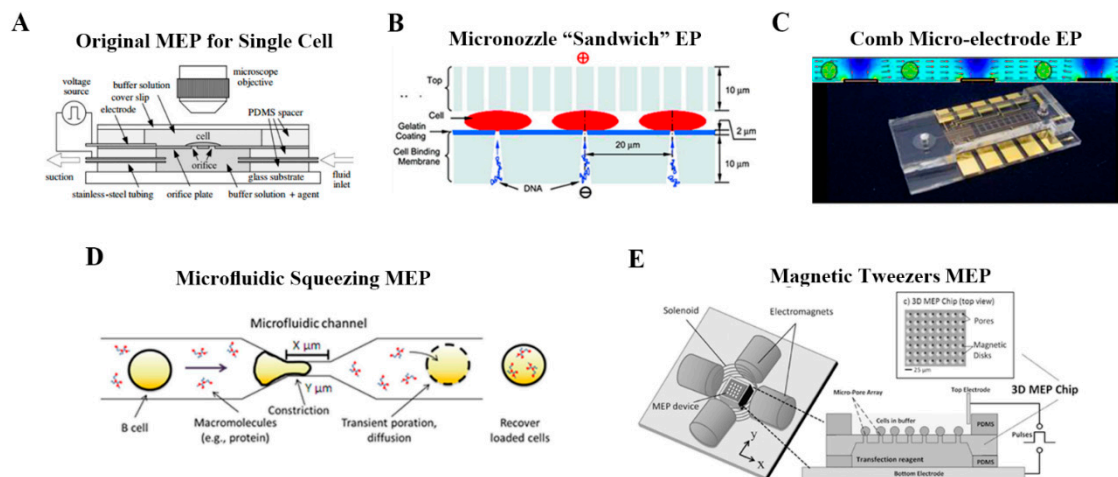 A
Original MEP for Single Cell
voltage
source
buffer solution
cover slip
electrode
microscope
objective
PDMS spacer
cell
orifice
suction
glass substrate
fluid
inlet
stainless-steel tubing
orifice plate
buffer solution + agent
B
Micronozzle “Sandwich” EP
⊕
Top
10 μm
Cell
Gelatin
Coating
2 μm
20 μm
Cell Binding
Membrane
10 μm
DNA
⊖
C
Comb Micro-electrode EP
D
Microfluidic Squeezing MEP
Microfluidic channel
X μm
Y μm
B cell
Macromolecules
(e.g., protein)
Constriction
Transient poration,
diffusion
Recover
loaded cells
E
Magnetic Tweezers MEP
Solenoid
Electromagnets
MEP device
y
x
c) 3D MEP Chip (top view)
Pores
Magnetic
Disks
25 μm
Top Electrode
3D MEP Chip
Micro-Pore Array
Cells in buffer
PDMS
Pulses
Transfection reagent
PDMS
Bottom Electrode